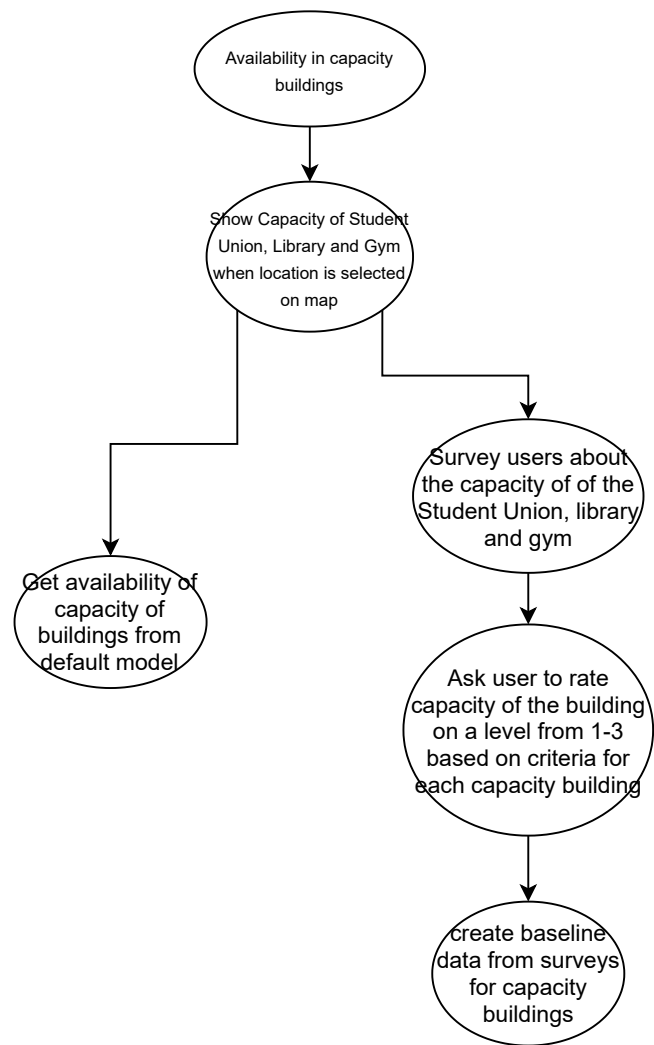 Availability in capacity
buildings
Show Capacity of Student
Union, Library and Gym
when location is selected
on map
Survey users about
the capacity of of the
Student Union, library
and gym
Get availability of
capacity of
buildings from
default model
Ask user to rate
capacity of the building
on a level from 1-3
based on criteria for
each capacity building
create baseline
data from surveys
for capacity
buildings